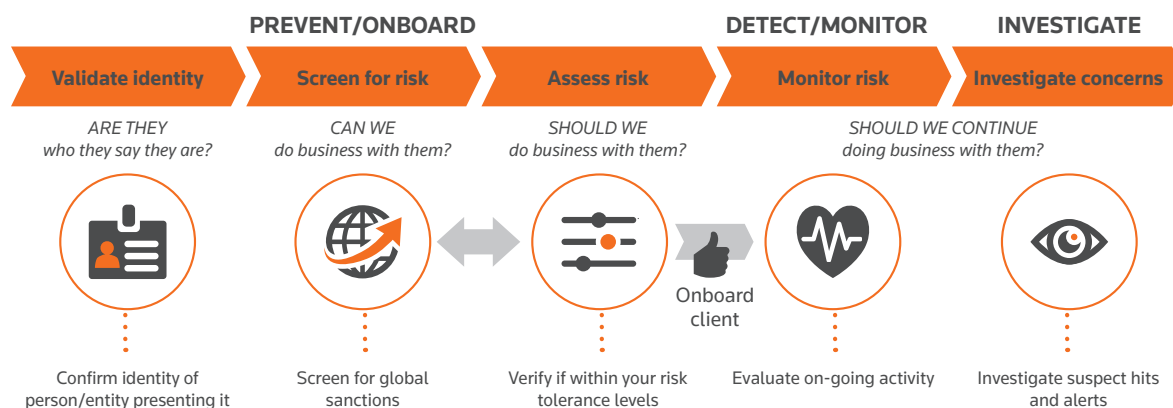 PREVENT/ONBOARD
DETECT/MONITOR
INVESTIGATE
Validate identity
Screen for risk
Assess risk
Monitor risk
Investigate concerns
ARE THEY
who they say they are?
CAN WE
do business with them?
SHOULD WE
do business with them?
SHOULD WE CONTINUE
doing business with them?
Onboard
client
Confirm identity of
person/entity presenting it
Screen for global
sanctions
Verify if within your risk
tolerance levels
Evaluate on-going activity
Investigate suspect hits
and alerts